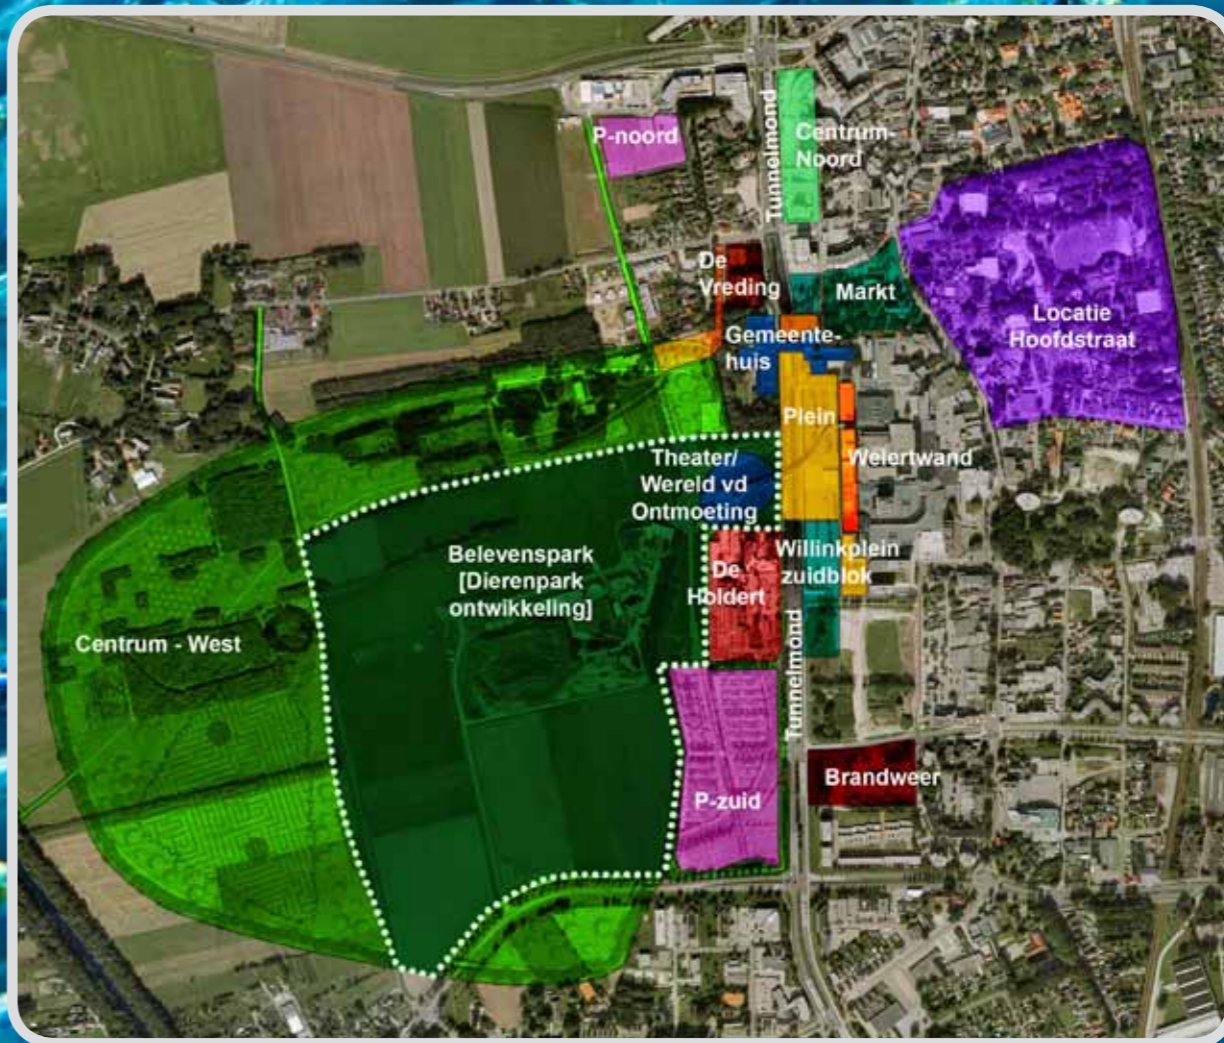 P-noord
Tunnelmond
Centrum-
Noord
De
Vreding
Markt
Locatie
Hoofdstraat
Gemeente-
huis
Plein
Theater/
Wereld vd
Ontmoeting
Weiertwand
Belevenspark
[Dierenpark
ontwikkeling]
De
Holdert
Willinkplein
zuidblok
Centrum - West
Tunnelmond
P-zuid
Brandweer